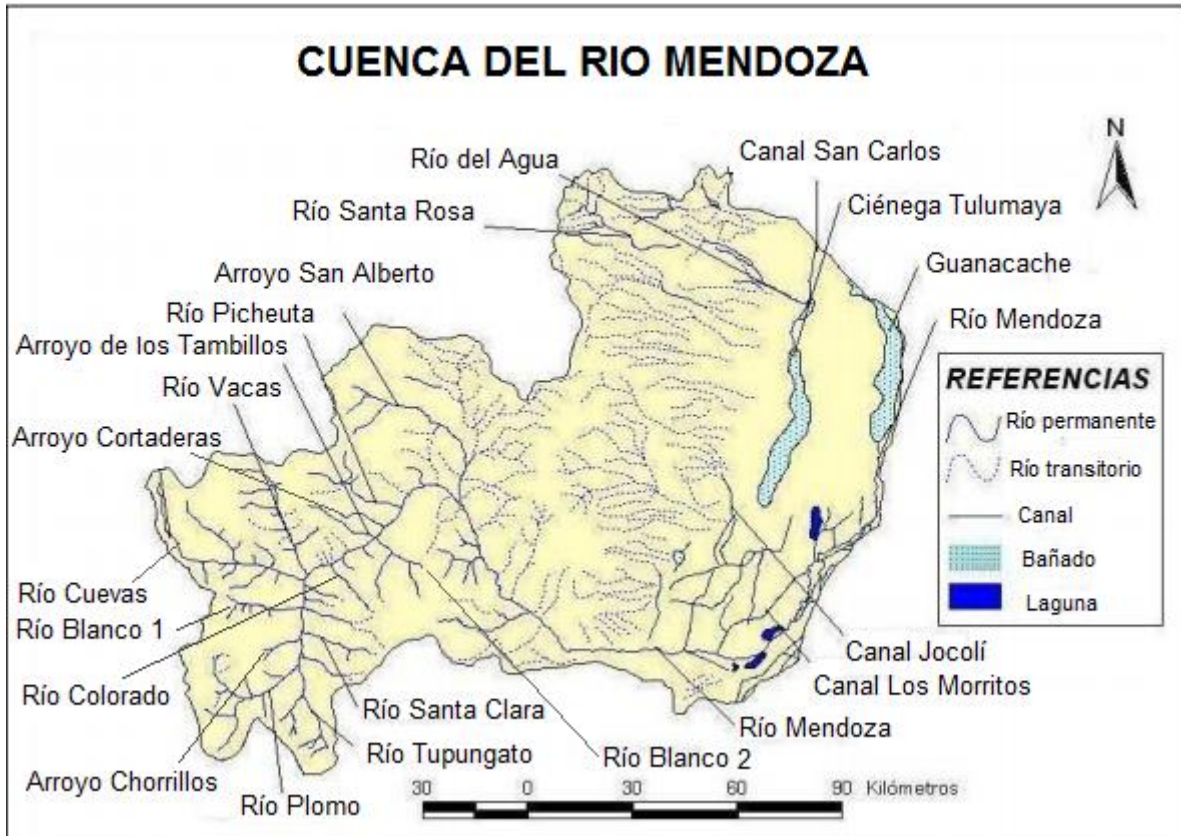 CUENCA DEL RIO MENDOZA
N
Río del Agua
Canal San Carlos
Río Santa Rosa
Ciénega Tulumaya
Arroyo San Alberto
Guanacache
Río Picheuta
Río Mendoza
Arroyo de los Tambillos
Río Vacas
Arroyo Cortaderas
REFERENCIAS
Río permanente
Río transitorio
Canal
Bañado
Laguna
Río Cuevas
Río Blanco 1
Río Colorado
Canal Jocolí
Canal Los Morritos
Río Santa Clara
Río Mendoza
Río Tupungato
Río Blanco 2
Arroyo Chorrillos
Río Plomo
30 0 30 60 90 Kilómetros